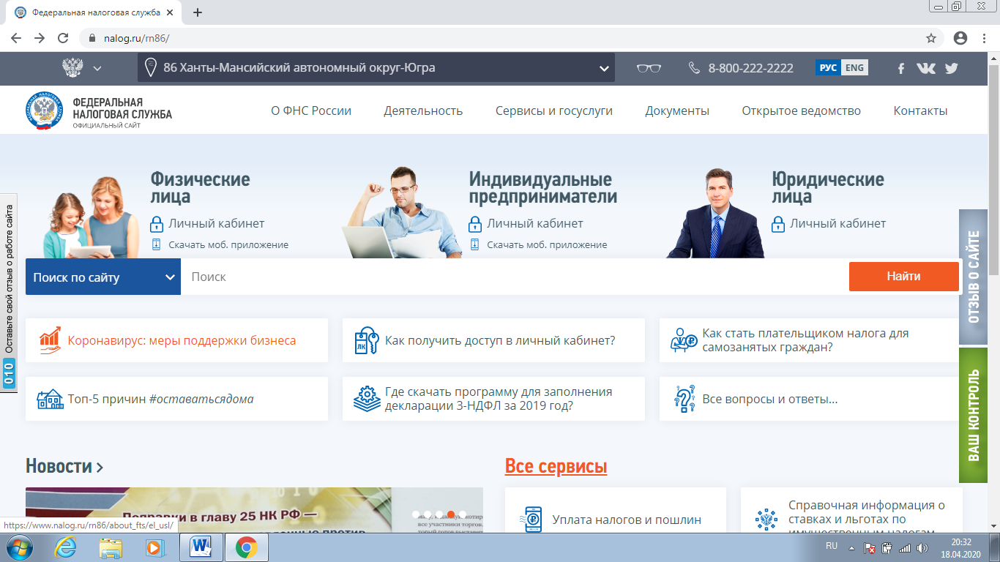 Федеральная налоговая служба
nalog.ru/rn86/
86 Ханты-Мансийский автономный округ-Югра
8-800-222-2222
РУС ENG
ФЕДЕРАЛЬНАЯ
НАЛОГОВАЯ СЛУЖБА
ОФИЦИАЛЬНЫЙ САЙТ
О ФНС России
Деятельность
Сервисы и госуслуги
Документы
Открытое ведомство
Контакты
Физические
лица
Личный кабинет
Скачать моб. приложение
Индивидуальные
предприниматели
Личный кабинет
Скачать моб. приложение
Юридические
лица
Личный кабинет
Оставьте свой отзыв о работе сайта
010
ОТЗЫВ О САЙТЕ
ВАШ КОНТРОЛЬ
Поиск по сайту
Поиск
Найти
Коронавирус: меры поддержки бизнеса
ЛК
Как получить доступ в личный кабинет?
Как стать плательщиком налога для
самозанятых граждан?
Топ-5 причин #оставатьсядома
Где скачать программу для заполнения
декларации 3-НДФЛ за 2019 год?
Все вопросы и ответы...
Новости
Все сервисы
Поправки в главу 25 НК РФ —
все участники торгов
Уплата налогов и пошлин
Справочная информация о
ставках и льготах по
имущественным налогам
https://www.nalog.ru/rn86/about_fts/el_usl/
RU
20:32
18.04.2020